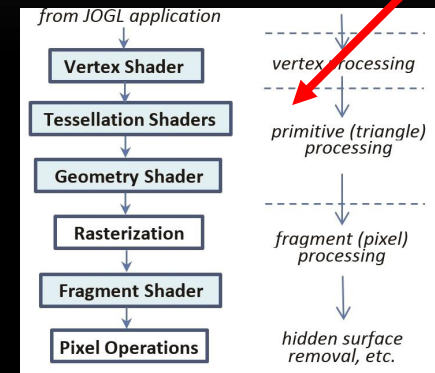 from JOGL application
Vertex Shader
Tessellation Shaders
Geometry Shader
Rasterization
Fragment Shader
Pixel Operations
vertex processing
primitive (triangle)
processing
fragment (pixel)
processing
hidden surface
removal, etc.